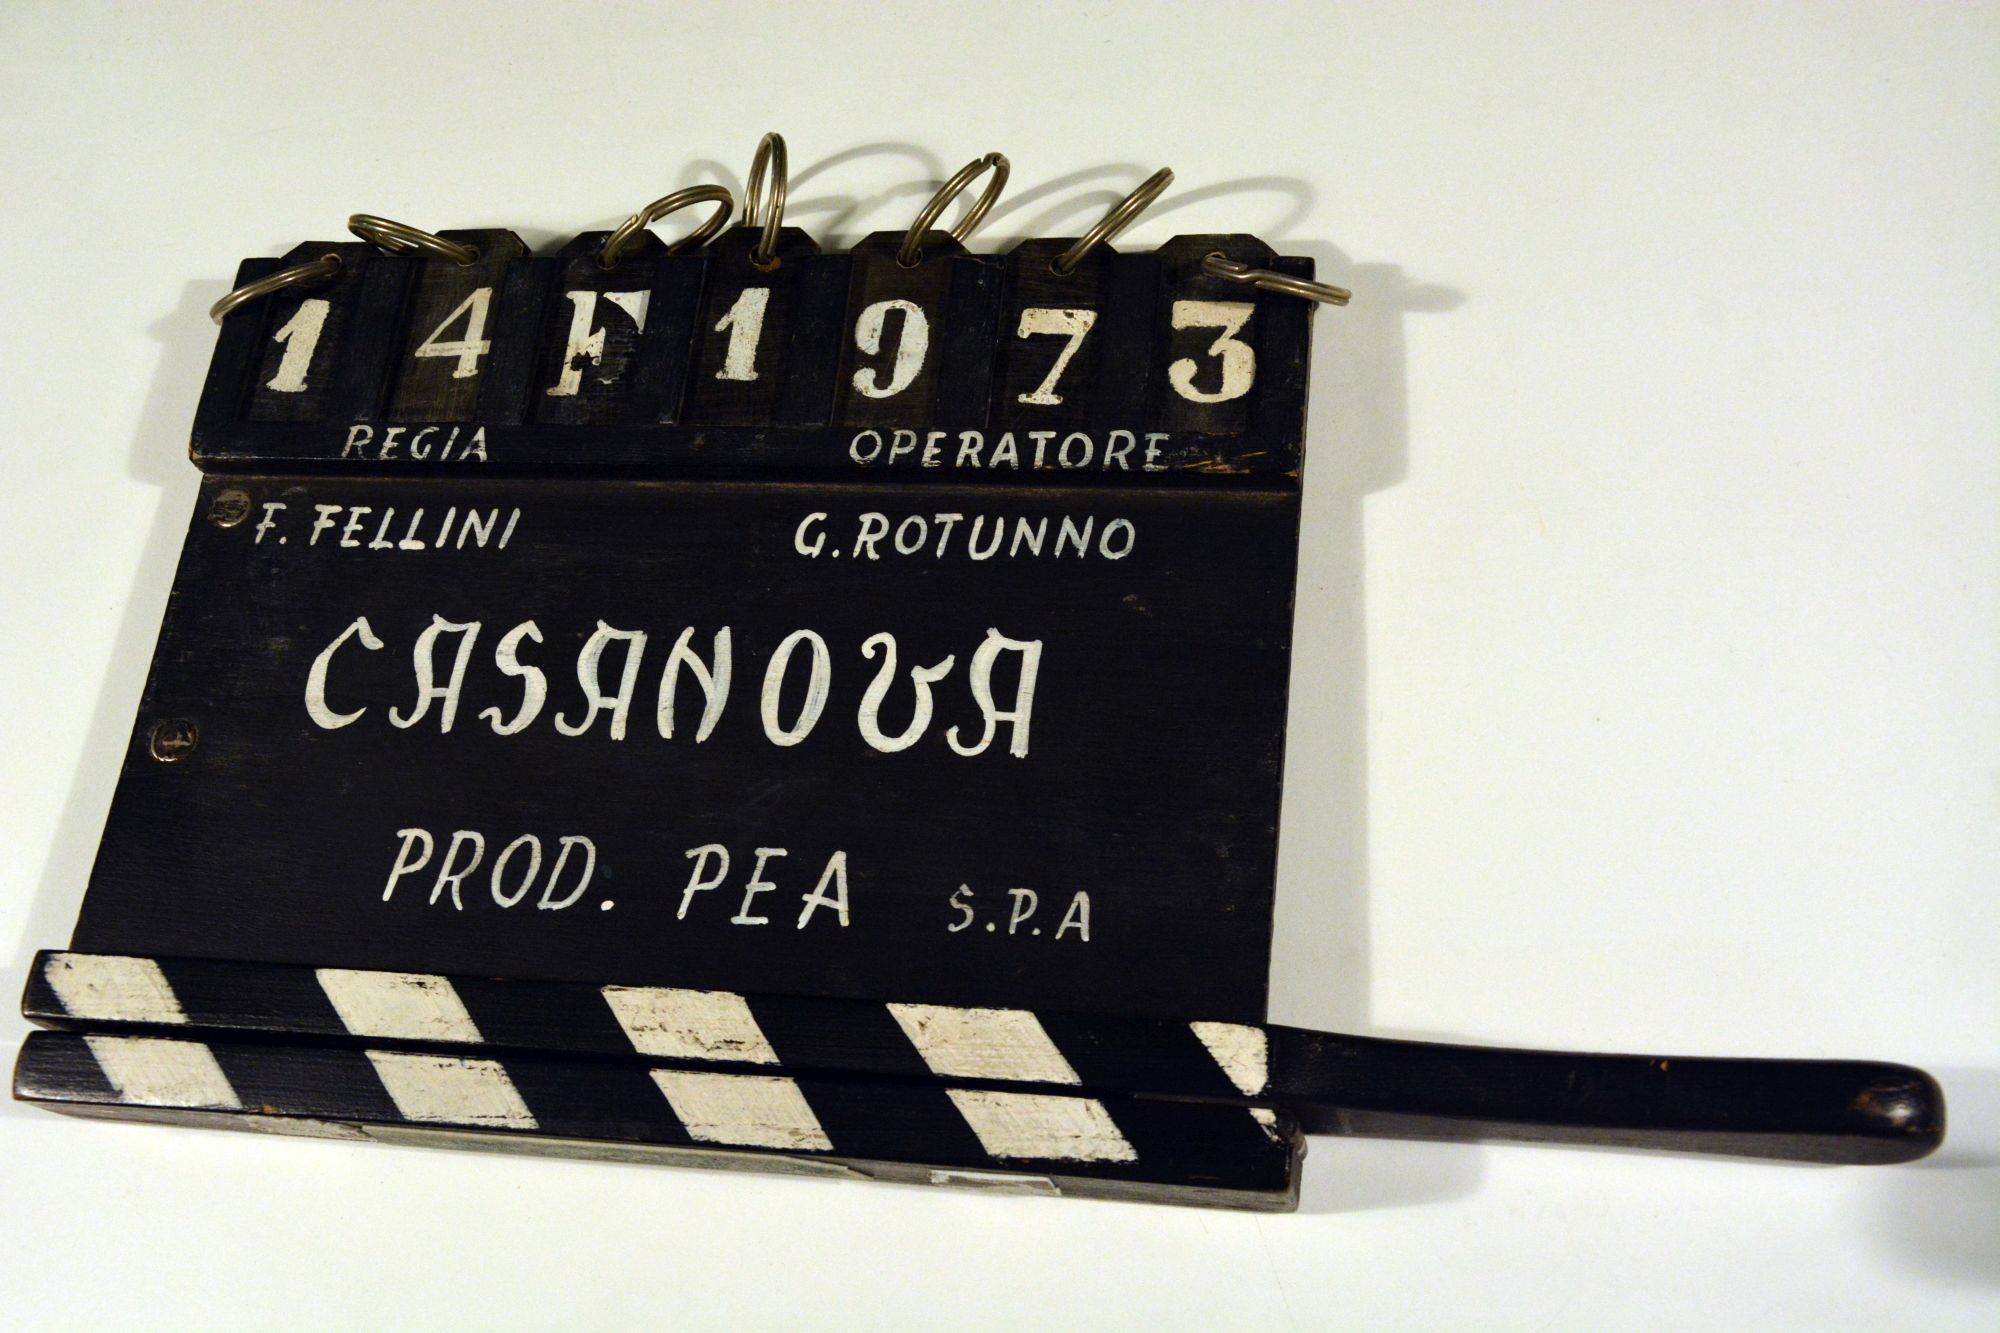 14F1973
REGIA OPERATORE
F. FELLINI G. ROTUNNO
CASANOVA
PROD. PEA S.P.A